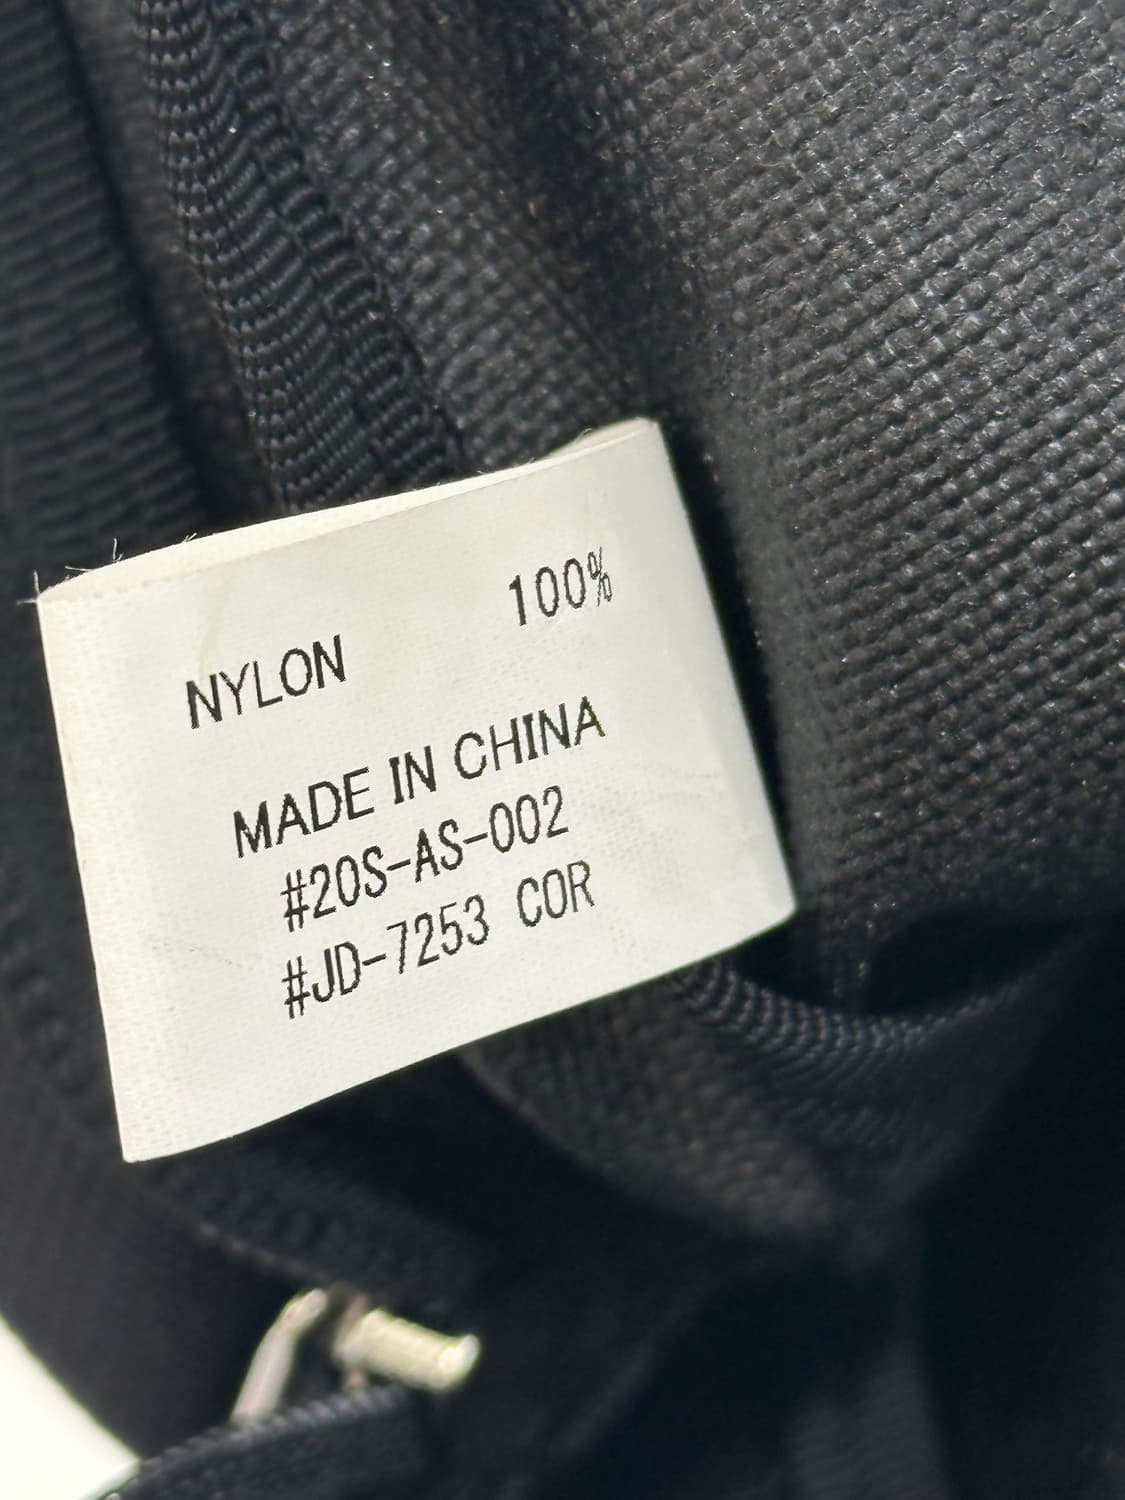 NYLON 100%
MADE IN CHINA
#20S-AS-002
#JD-7253 COR